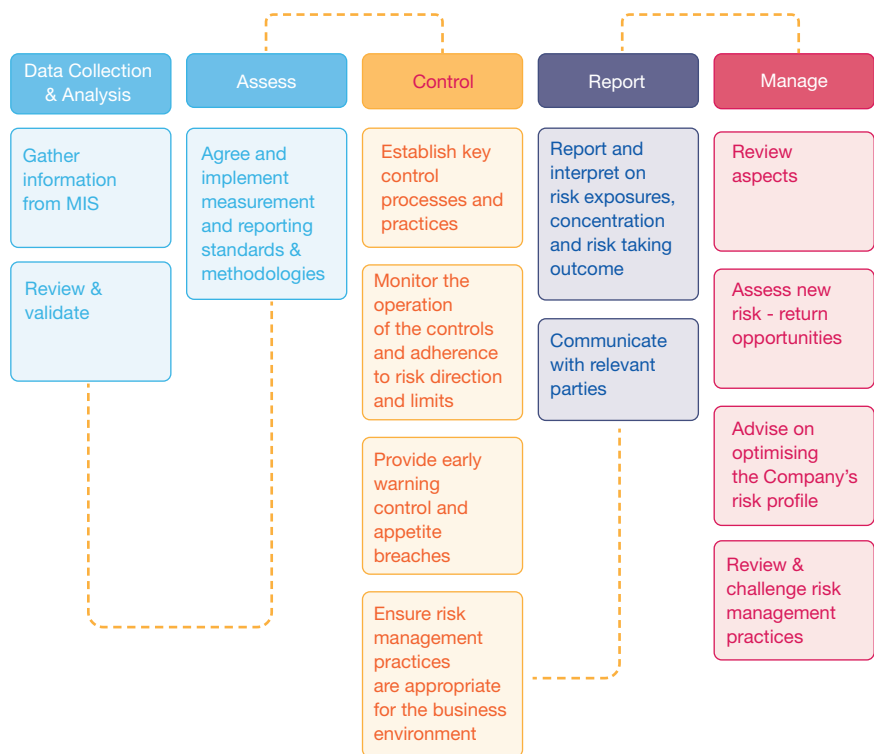 Data Collection
& Analysis
Gather
information
from MIS
Review &
validate
Assess
Agree and
implement
measurement
and reporting
standards &
methodologies
Control
Establish key
control
processes and
practices
Monitor the
operation
of the controls
and adherence
to risk direction
and limits
Provide early
warning
control and
appetite
breaches
Ensure risk
management
practices
are appropriate
for the business
environment
Report
Report and
interpret on
risk exposures,
concentration
and risk taking
outcome
Communicate
with relevant
parties
Manage
Review
aspects
Assess new
risk - return
opportunities
Advise on
optimising
the Company's
risk profile
Review &
challenge risk
management
practices